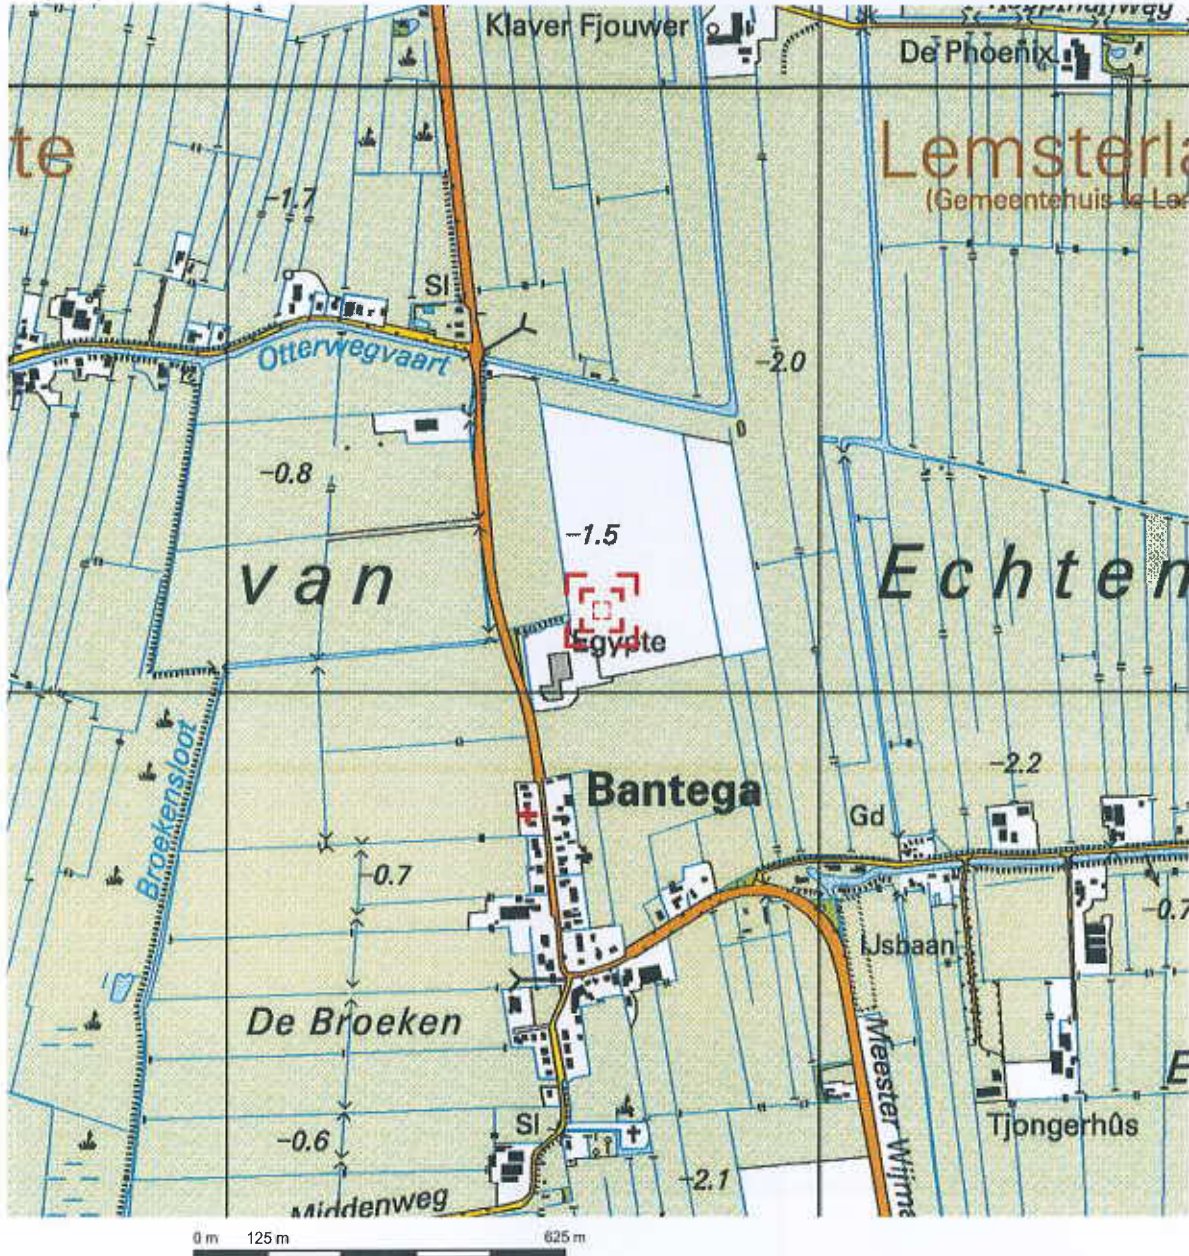 Klaver Fjouwer
De Phoenix
te
Lemsterla
(Gemeentehuis te Lem
-1.7
Sl
Otterwegvaart
-2.0
-0.8
-1.5
van
Echten
Egypte
Broekensloot
Bantega
-2.2
Gd
-0.7
-0.7
IJsbaan
De Broeken
Meester Wijma
E
Tjongerhûs
Sl
-0.6
-2.1
Middenweg
0 m 125 m 625 m